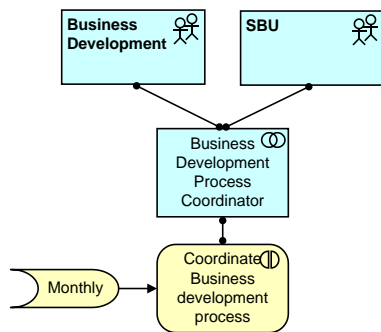 Business
Development
SBU
Business
Development
Process
Coordinator
Monthly
Coordinate
Business
development
process